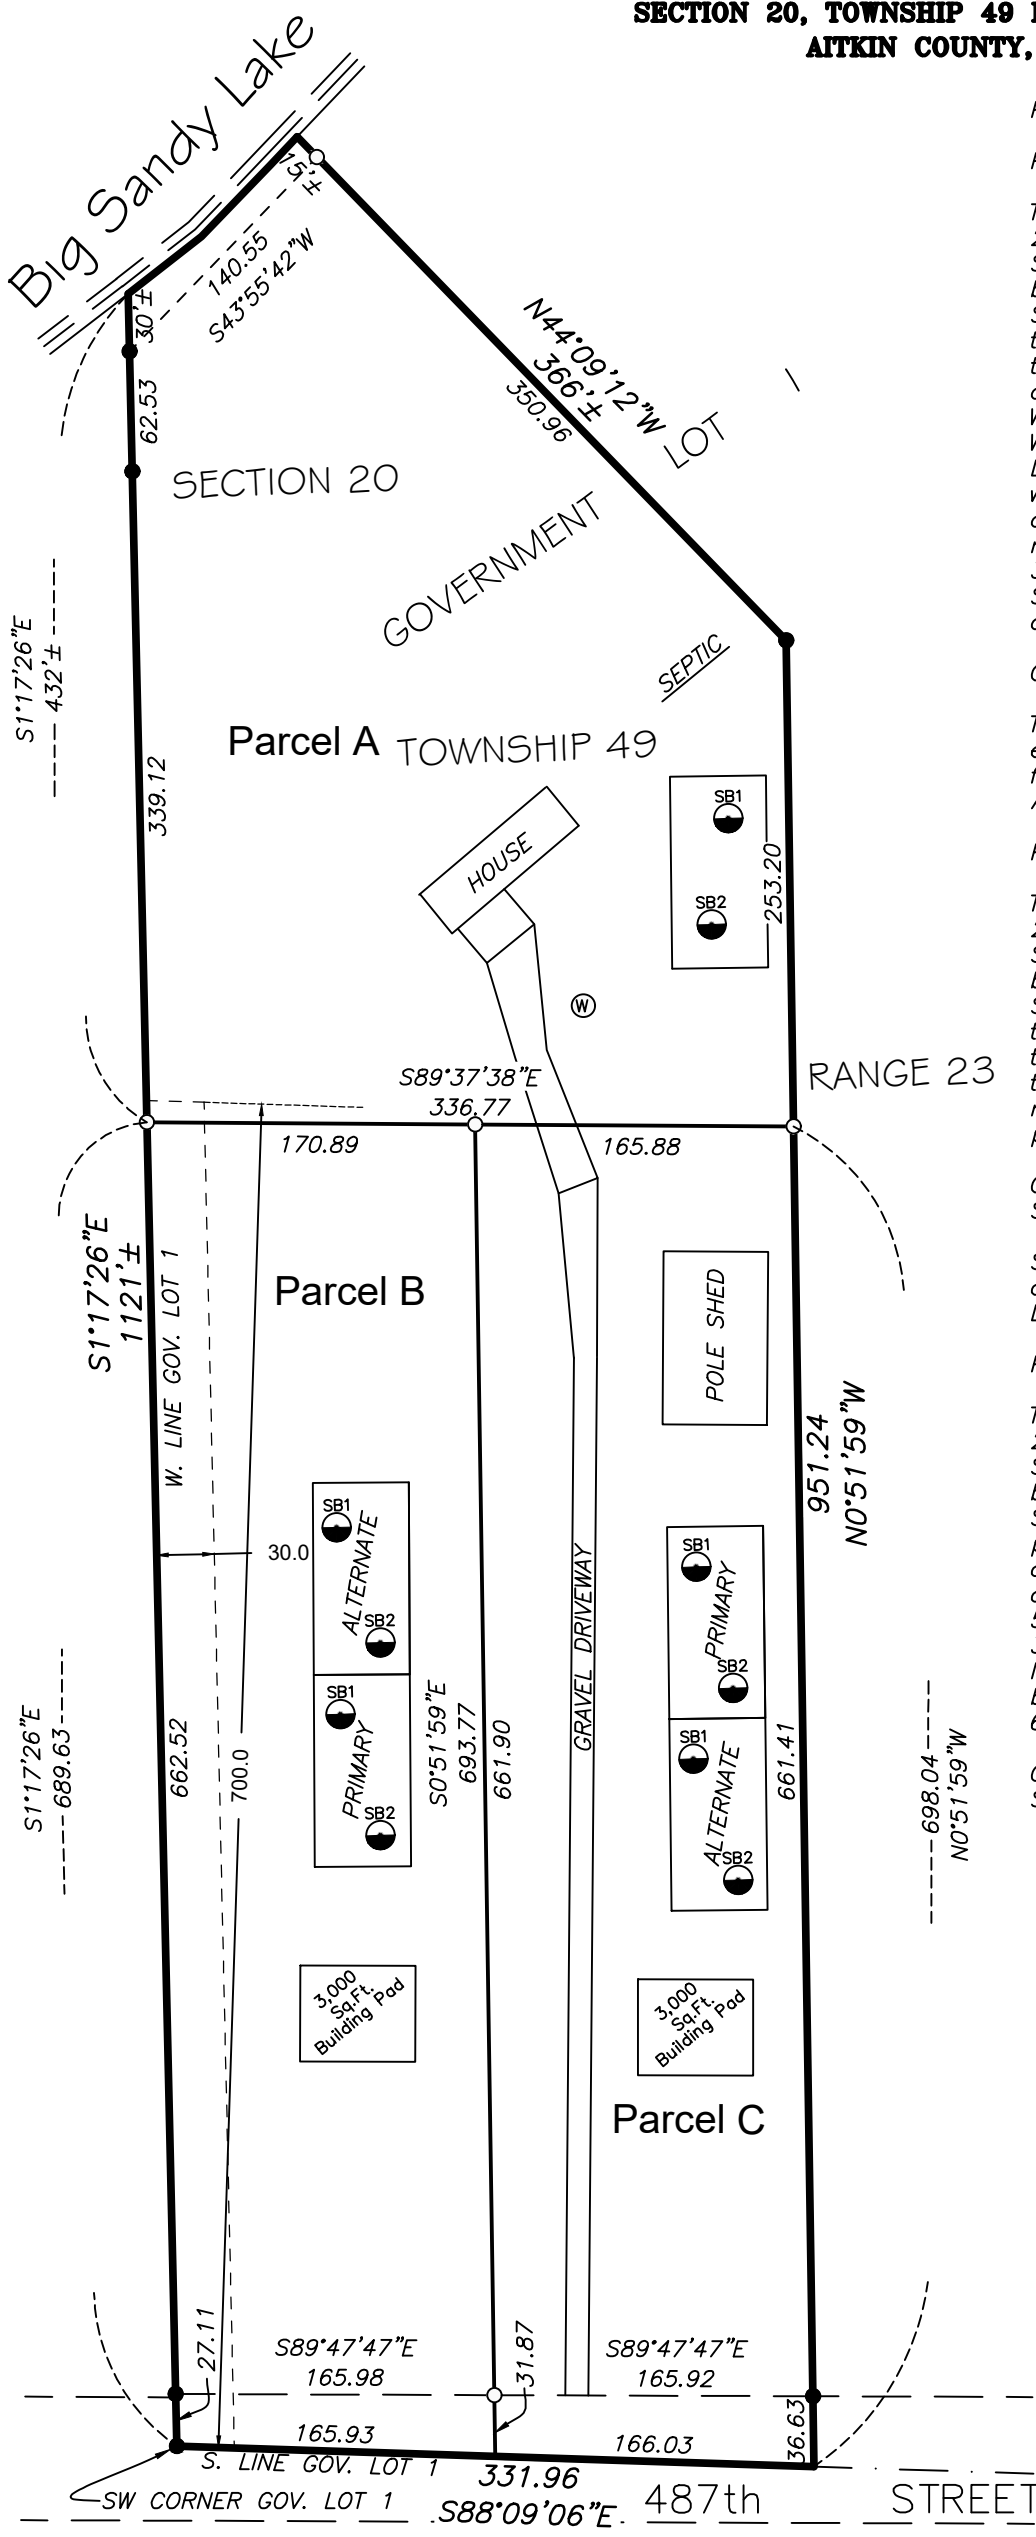 SECTION 20, TOWNSHIP 49
AITKIN COUNTY,
Big Sandy Lake
15'±
140.55
S43°55'42"W
30'±
62.53
N44°09'12"W
366'±
350.96
LOT
SECTION 20
GOVERNMENT
S1°17'26"E
432'±
SEPTIC
Parcel A
TOWNSHIP 49
339.12
HOUSE
SB1
SB2
253.20
W
RANGE 23
S89°37'38"E
336.77
170.89
165.88
S1°17'26"E
1121'±
W. LINE GOV. LOT 1
Parcel B
POLE SHED
951.24
N0°51'59"W
30.0
SB1
ALTERNATE
SB2
SB1
PRIMARY
SB2
GRAVEL DRIVEWAY
SB1
PRIMARY
SB2
SB1
ALTERNATE
SB2
S1°17'26"E
689.63
662.52
700.0
S0°51'59"E
693.77
661.90
661.41
698.04
N0°51'59"W
3,000
Sq.Ft.
Building Pad
3,000
Sq.Ft.
Building Pad
Parcel C
27.11
S89°47'47"E
165.98
31.87
S89°47'47"E
165.92
36.63
165.93
166.03
S. LINE GOV. LOT 1
331.96
S88°09'06"E
SW CORNER GOV. LOT 1
487th STREET